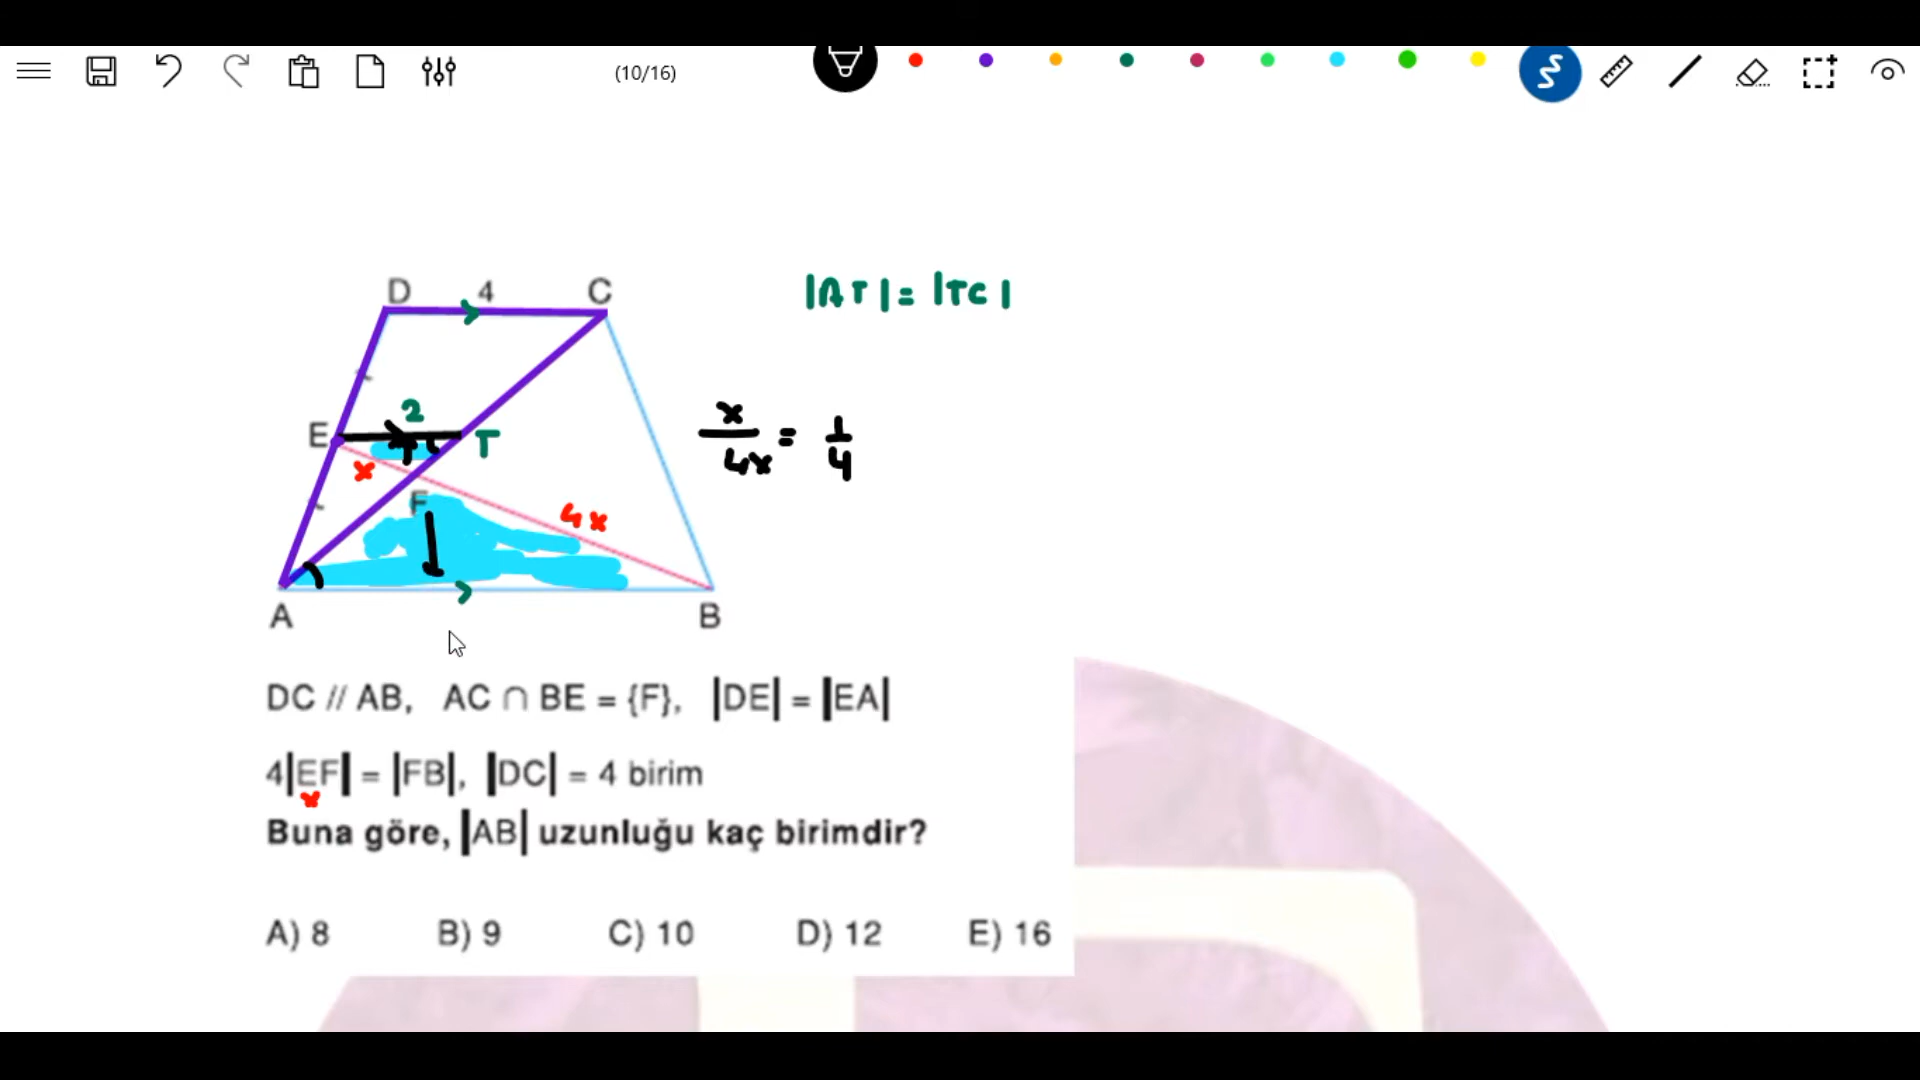 (10/16)
D 4 C
|AT| = |TC|
2
E T
x
x/4x = 1/4
F
4x
A B
DC // AB, AC ∩ BE = {F}, |DE| = |EA|
4|EF| = |FB|, |DC| = 4 birim
x
Buna göre, |AB| uzunluğu kaç birimdir?
A) 8 B) 9 C) 10 D) 12 E) 16